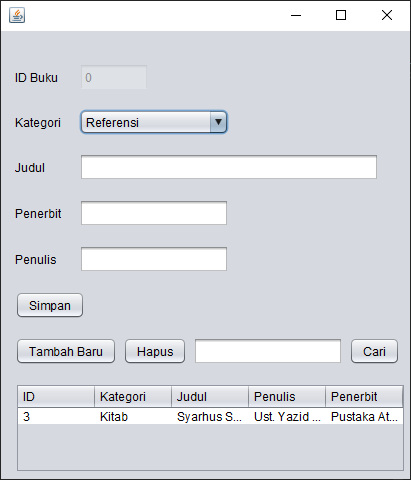 ID Buku 0
Kategori Referensi
Judul
Penerbit
Penulis
Simpan
Tambah Baru Hapus Cari
ID Kategori Judul Penulis Penerbit
3 Kitab Syarhus S... Ust. Yazid ... Pustaka At...